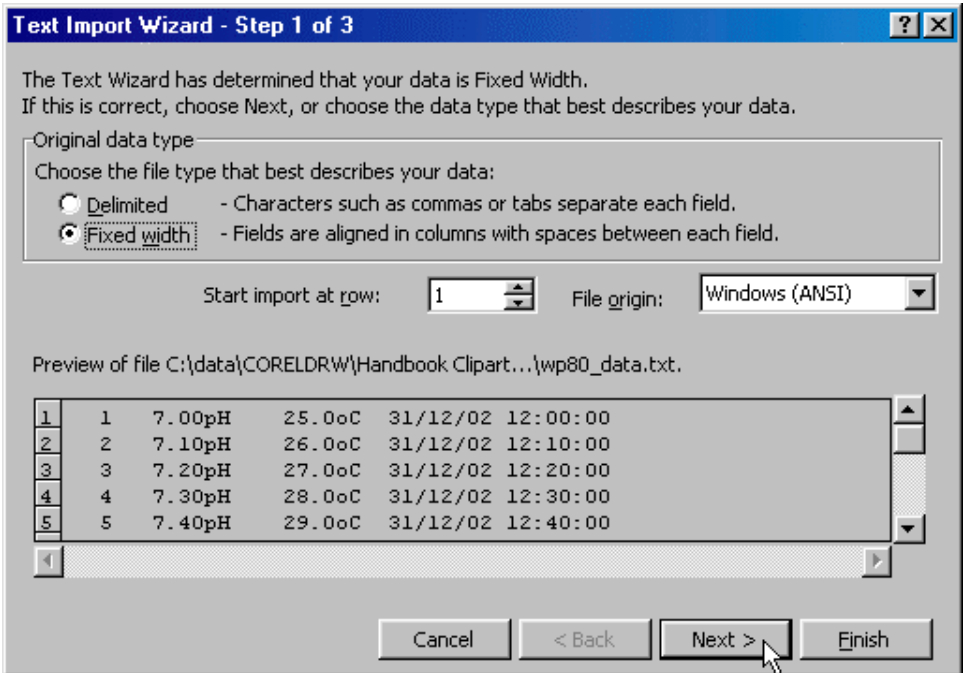 Text Import Wizard - Step 1 of 3
The Text Wizard has determined that your data is Fixed Width.
If this is correct, choose Next, or choose the data type that best describes your data.
Original data type
Choose the file type that best describes your data:
Delimited - Characters such as commas or tabs separate each field.
Fixed width - Fields are aligned in columns with spaces between each field.
Start import at row: 1 File origin: Windows (ANSI)
Preview of file C:\data\CORELDRW\Handbook Clipart...\wp80_data.txt.
1 1 7.00pH 25.0oC 31/12/02 12:00:00
2 2 7.10pH 26.0oC 31/12/02 12:10:00
3 3 7.20pH 27.0oC 31/12/02 12:20:00
4 4 7.30pH 28.0oC 31/12/02 12:30:00
5 5 7.40pH 29.0oC 31/12/02 12:40:00
Cancel < Back Next > Finish